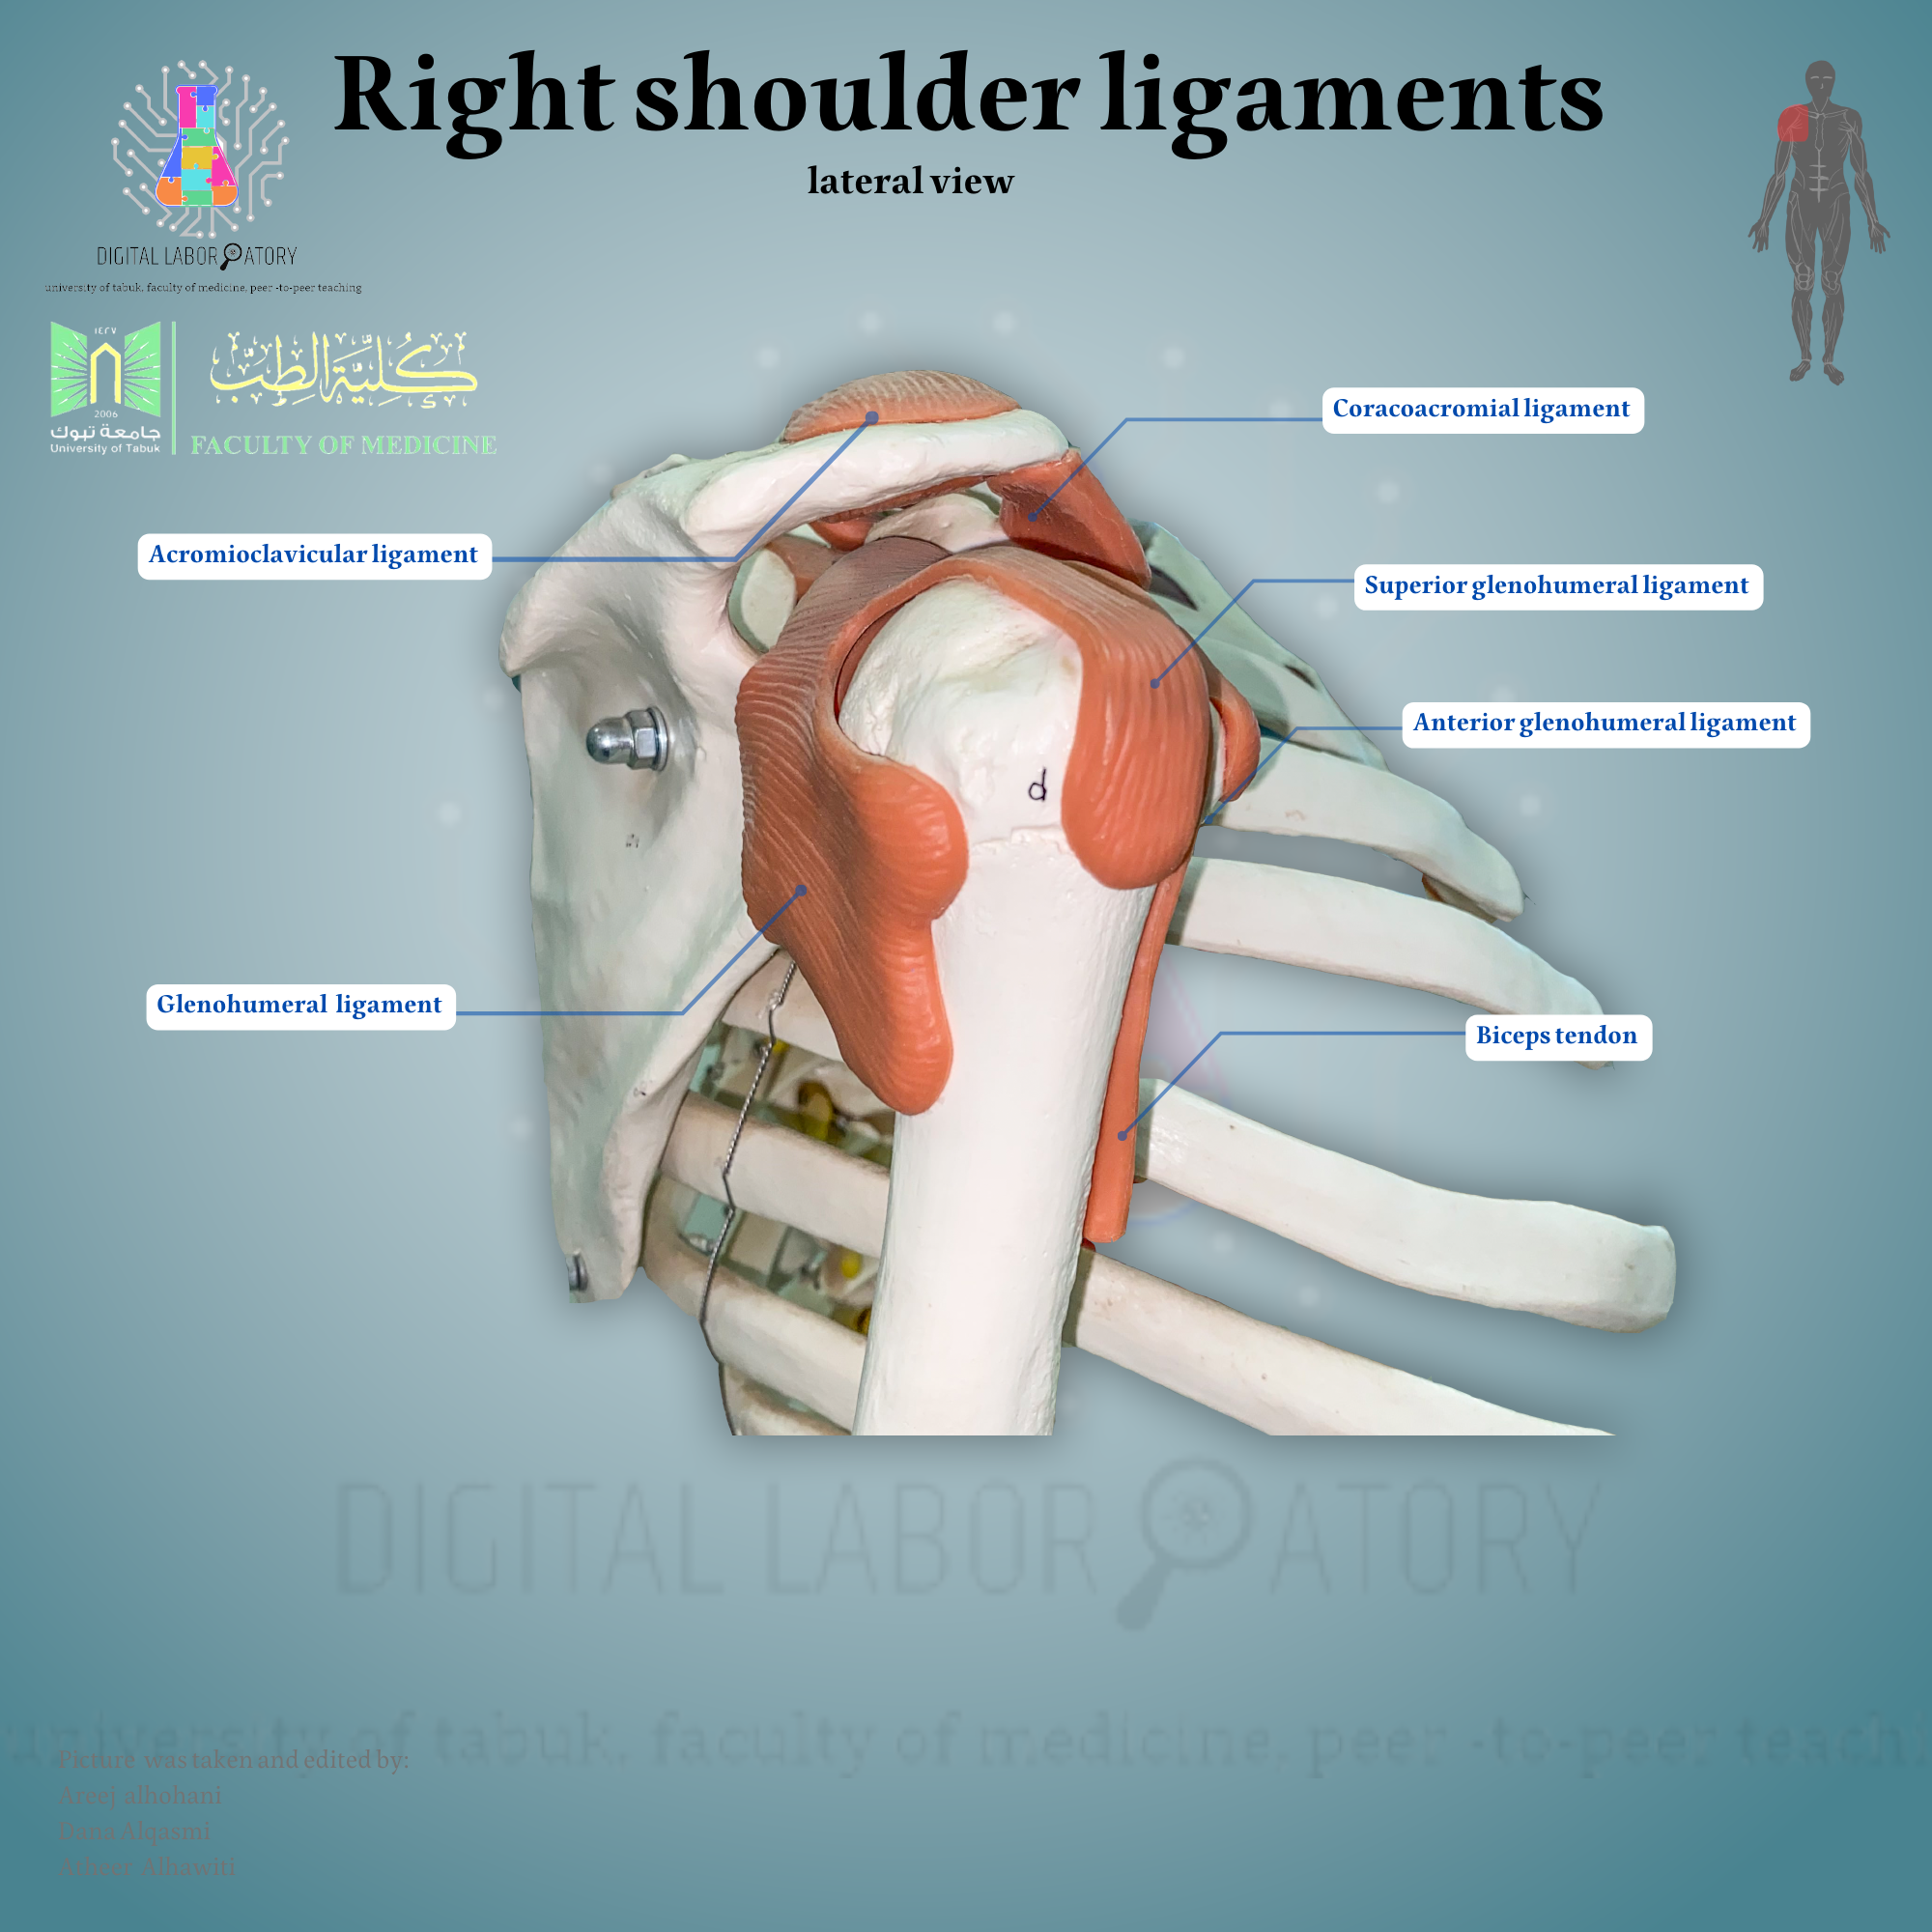 Right shoulder ligaments
lateral view
DIGITAL LABORATORY
university of tabuk, faculty of medicine, peer -to-peer teaching
١٤٢٧
2006
جامعة تبوك
University of Tabuk
كلية الطب
FACULTY OF MEDICINE
Coracoacromial ligament
Acromioclavicular ligament
Superior glenohumeral ligament
Anterior glenohumeral ligament
d
Glenohumeral ligament
Biceps tendon
DIGITAL LABORATORY
university of tabuk, faculty of medicine, peer -to-peer teachi
Picture was taken and edited by:
Areej alhohani
Dana Alqasmi
Atheer Alhawiti